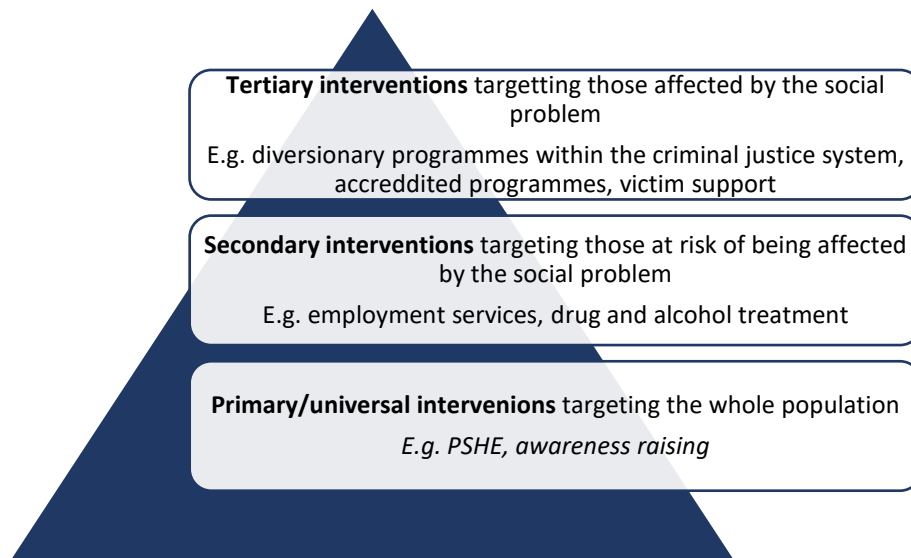 Tertiary interventions targetting those affected by the social
problem
E.g. diversionary programmes within the criminal justice system,
accreddited programmes, victim support
Secondary interventions targeting those at risk of being affected
by the social problem
E.g. employment services, drug and alcohol treatment
Primary/universal intervenions targeting the whole population
E.g. PSHE, awareness raising